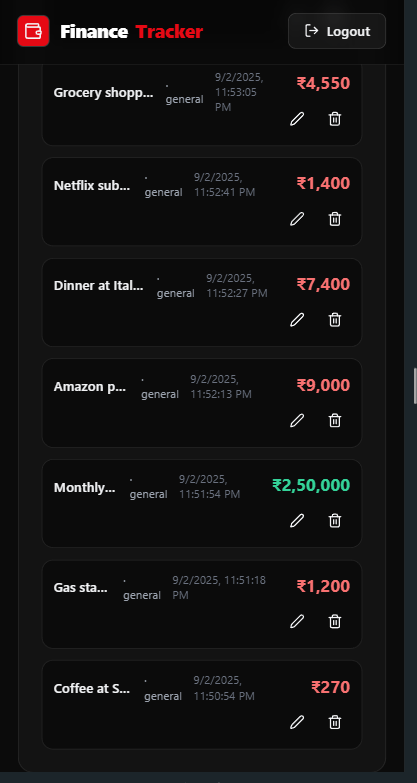 Finance Tracker
Logout
Grocery shopp...
· general
9/2/2025,
11:53:05
PM
₹4,550
Netflix sub...
· general
9/2/2025,
11:52:41 PM
₹1,400
Dinner at Ital...
· general
9/2/2025,
11:52:27 PM
₹7,400
Amazon p...
· general
9/2/2025,
11:52:13 PM
₹9,000
Monthly...
· general
9/2/2025,
11:51:54 PM
₹2,50,000
Gas sta...
· general
9/2/2025, 11:51:18
PM
₹1,200
Coffee at S...
· general
9/2/2025,
11:50:54 PM
₹270